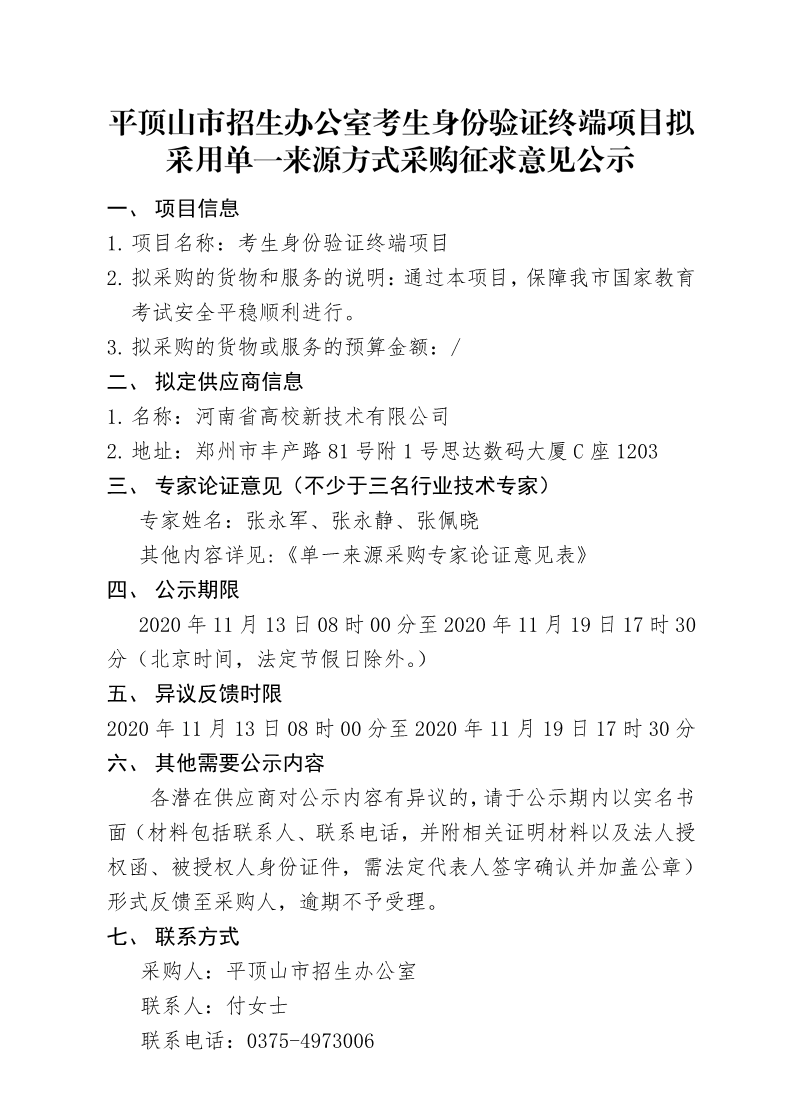 平顶山市招生办公室考生身份验证终端项目拟
采用单一来源方式采购征求意见公示
一、 项目信息
1. 项目名称：考生身份验证终端项目
2. 拟采购的货物和服务的说明：通过本项目，保障我市国家教育
考试安全平稳顺利进行。
3. 拟采购的货物或服务的预算金额：/
二、 拟定供应商信息
1. 名称：河南省高校新技术有限公司
2. 地址：郑州市丰产路 81 号附 1 号思达数码大厦 C 座 1203
三、 专家论证意见（不少于三名行业技术专家）
专家姓名：张永军、张永静、张佩晓
其他内容详见:《单一来源采购专家论证意见表》
四、 公示期限
2020 年 11 月 13 日 08 时 00 分至 2020 年 11 月 19 日 17 时 30
分（北京时间，法定节假日除外。）
五、 异议反馈时限
2020 年 11 月 13 日 08 时 00 分至 2020 年 11 月 19 日 17 时 30 分
六、 其他需要公示内容
各潜在供应商对公示内容有异议的，请于公示期内以实名书
面（材料包括联系人、联系电话，并附相关证明材料以及法人授
权函、被授权人身份证件，需法定代表人签字确认并加盖公章）
形式反馈至采购人，逾期不予受理。
七、 联系方式
采购人：平顶山市招生办公室
联系人：付女士
联系电话：0375-4973006